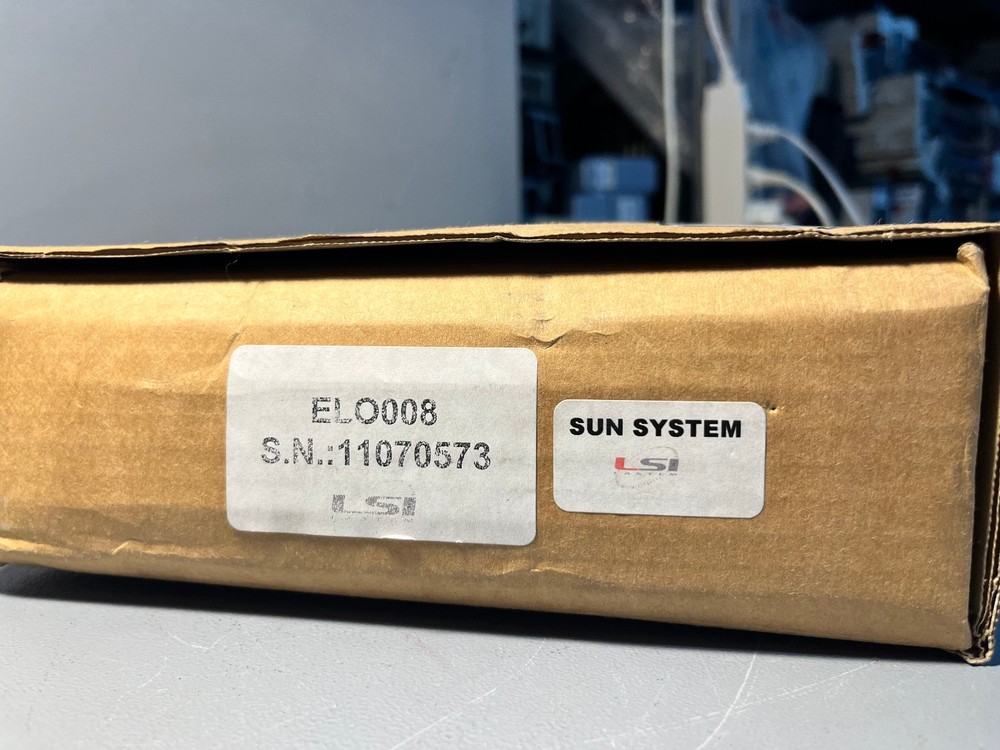 ELO008
S.N.:11070573
LSI
SUN SYSTEM
LSI